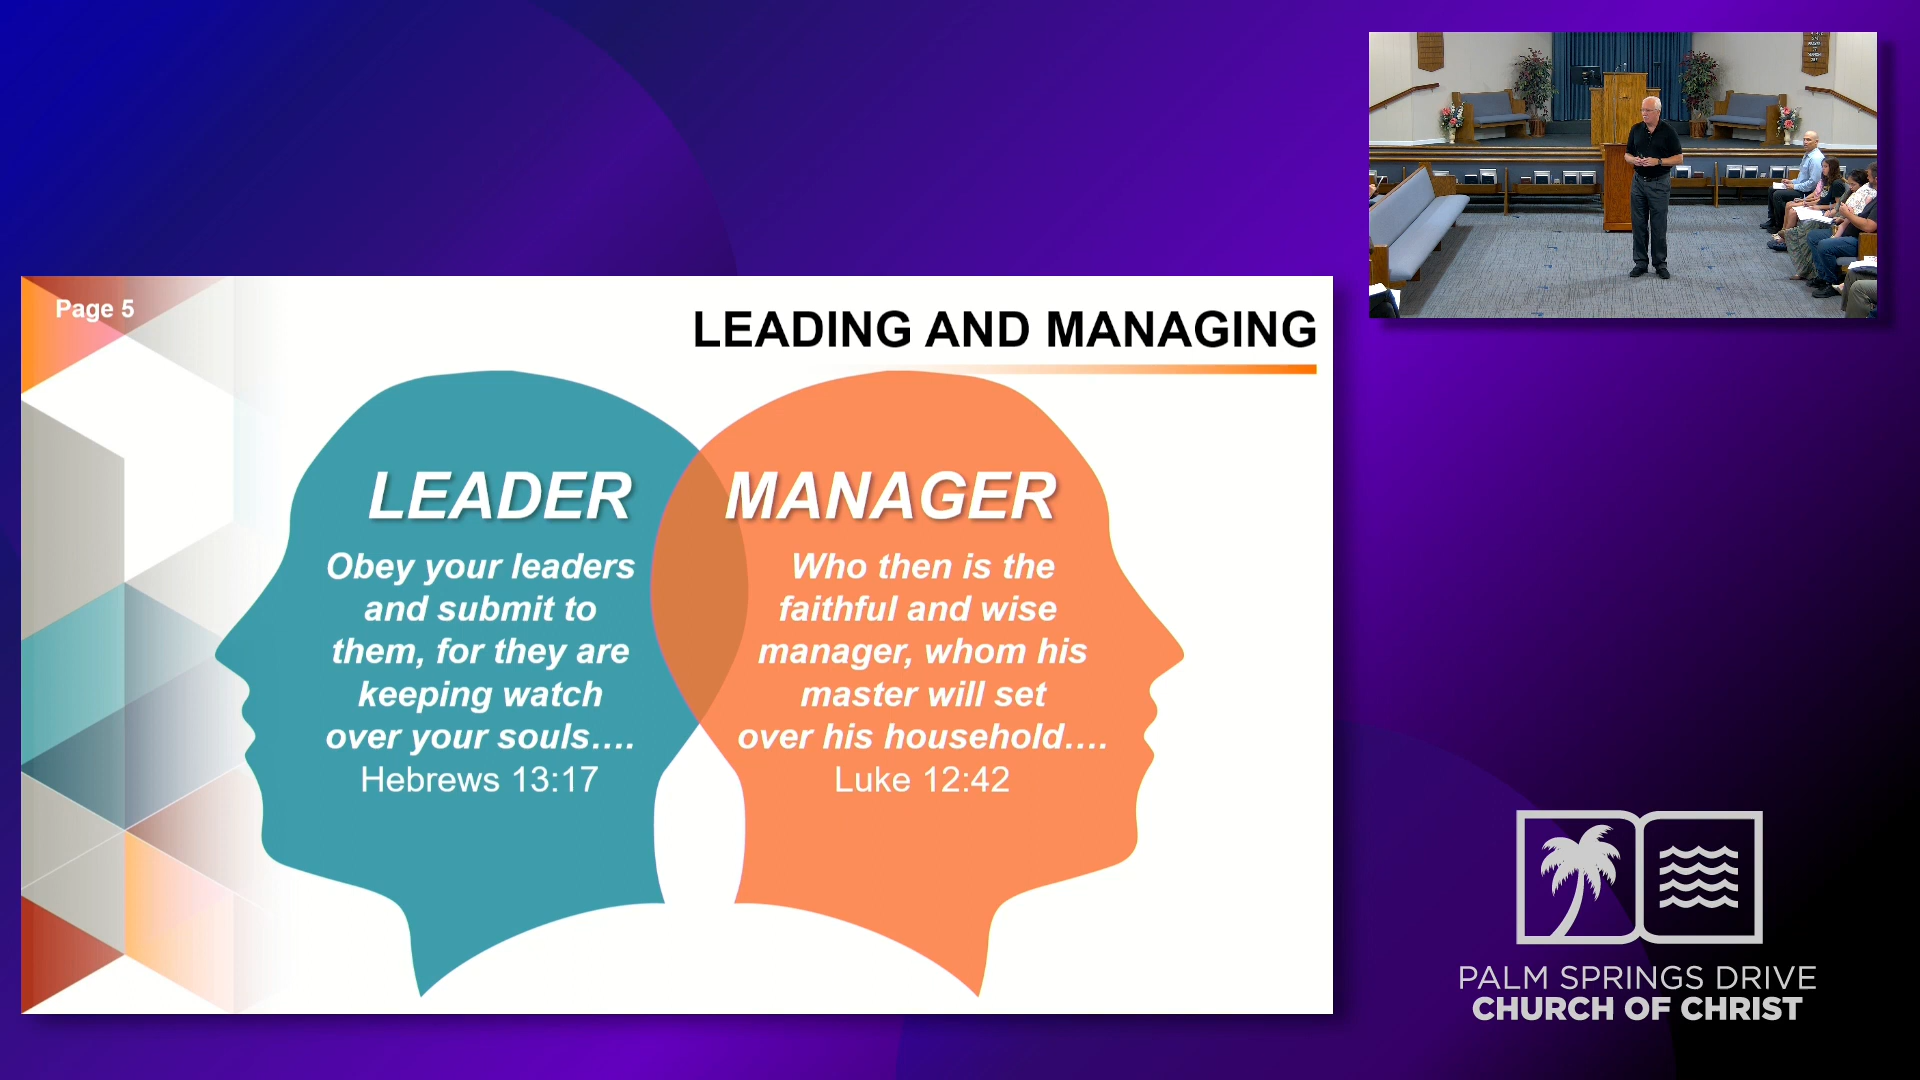 Page 5
LEADING AND MANAGING
LEADER
Obey your leaders
and submit to
them, for they are
keeping watch
over your souls....
Hebrews 13:17
MANAGER
Who then is the
faithful and wise
manager, whom his
master will set
over his household....
Luke 12:42
PALM SPRINGS DRIVE
CHURCH OF CHRIST